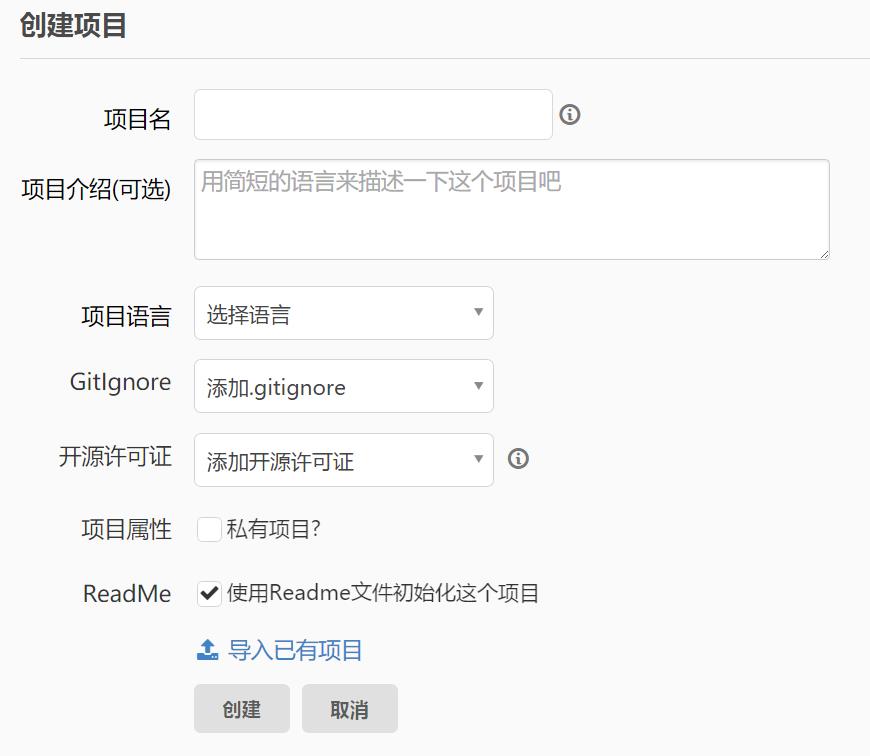 创建项目
项目名
项目介绍(可选)
用简短的语言来描述一下这个项目吧
项目语言
选择语言
GitIgnore
添加.gitignore
开源许可证
添加开源许可证
项目属性
私有项目?
ReadMe
使用Readme文件初始化这个项目
导入已有项目
创建
取消